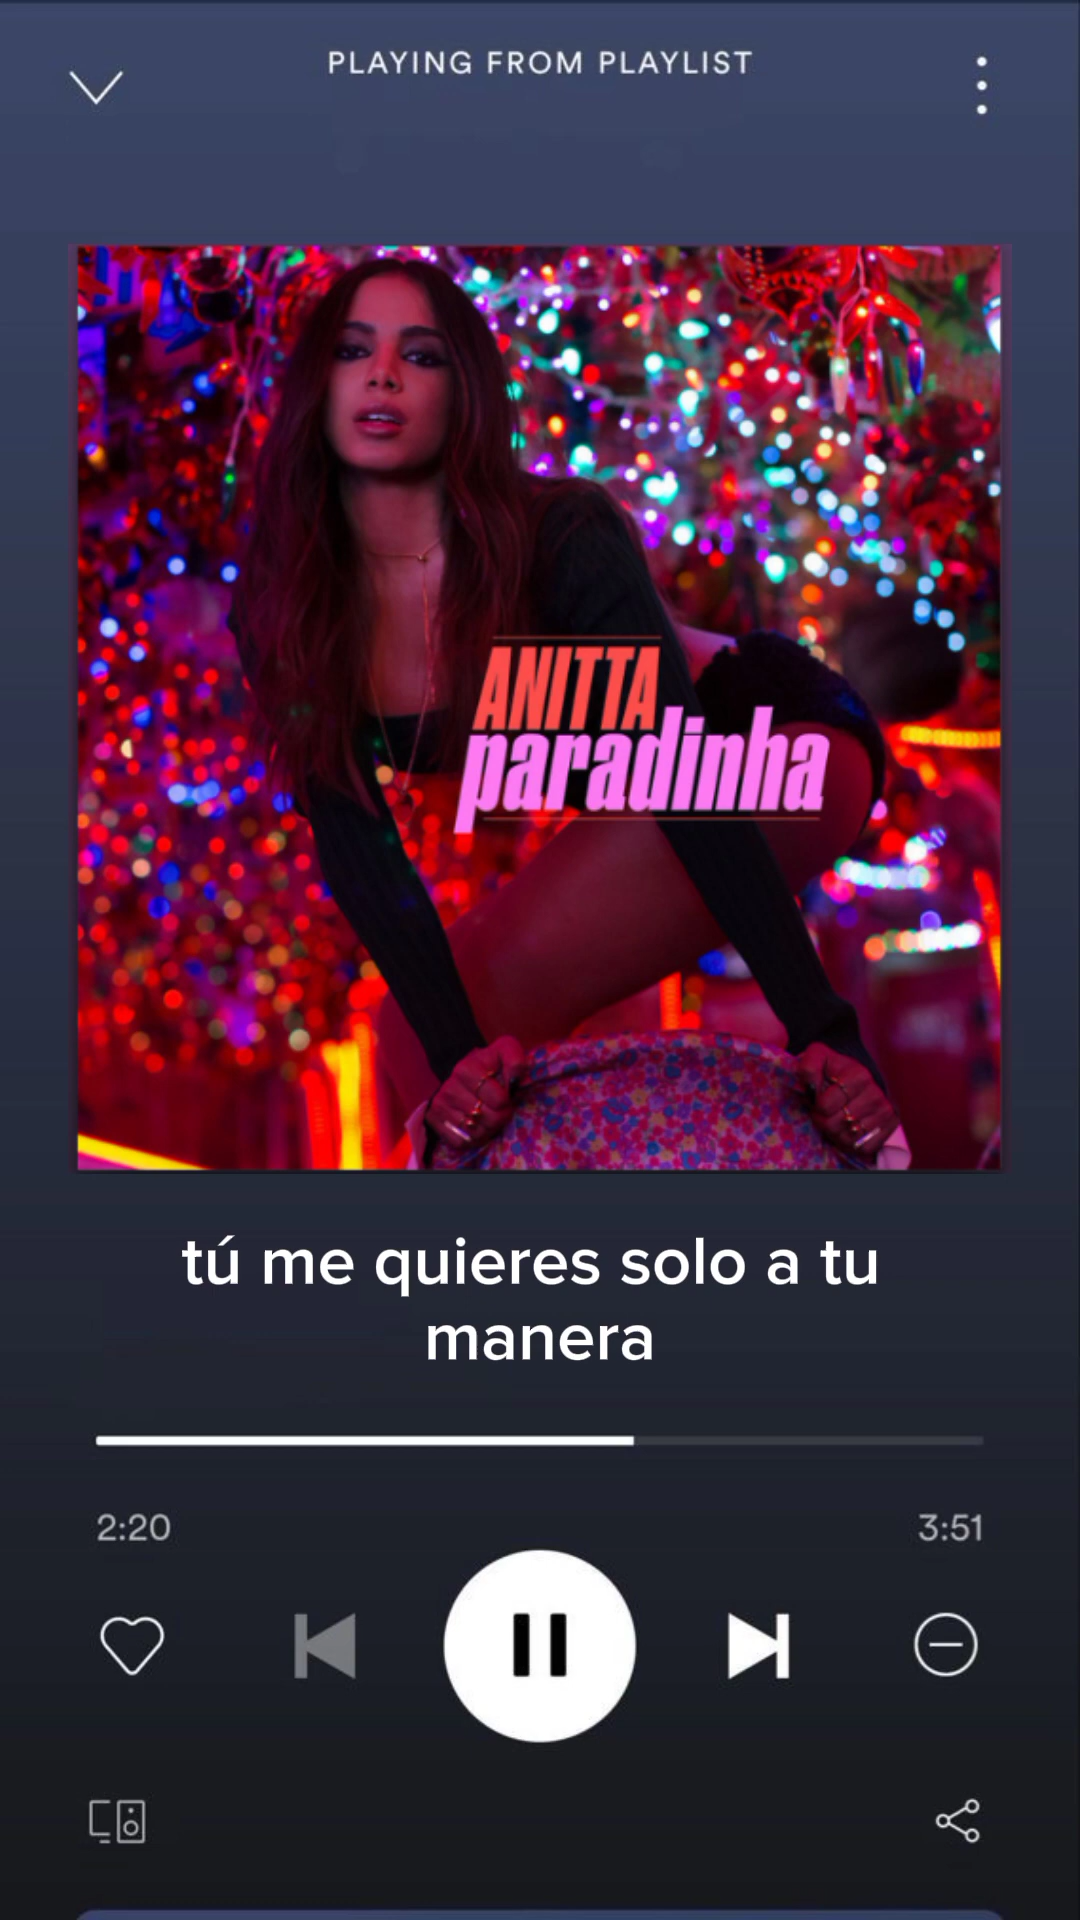 PLAYING FROM PLAYLIST
ANITTA
paradinha
tú me quieres solo a tu
manera
2:20
3:51